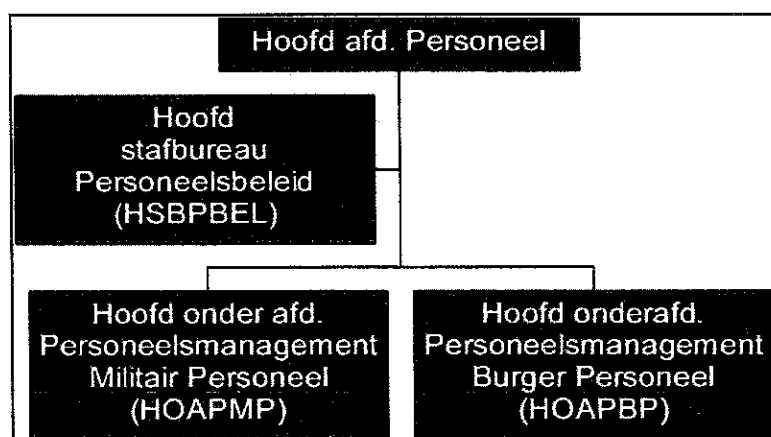 Hoofd afd. Personeel
Hoofd
stafbureau
Personeelsbeleid
(HSBPBEL)
Hoofd onder afd.
Personeelsmanagement
Militair Personeel
(HOAPMP)
Hoofd onderafd.
Personeelsmanagement
Burger Personeel
(HOAPBP)